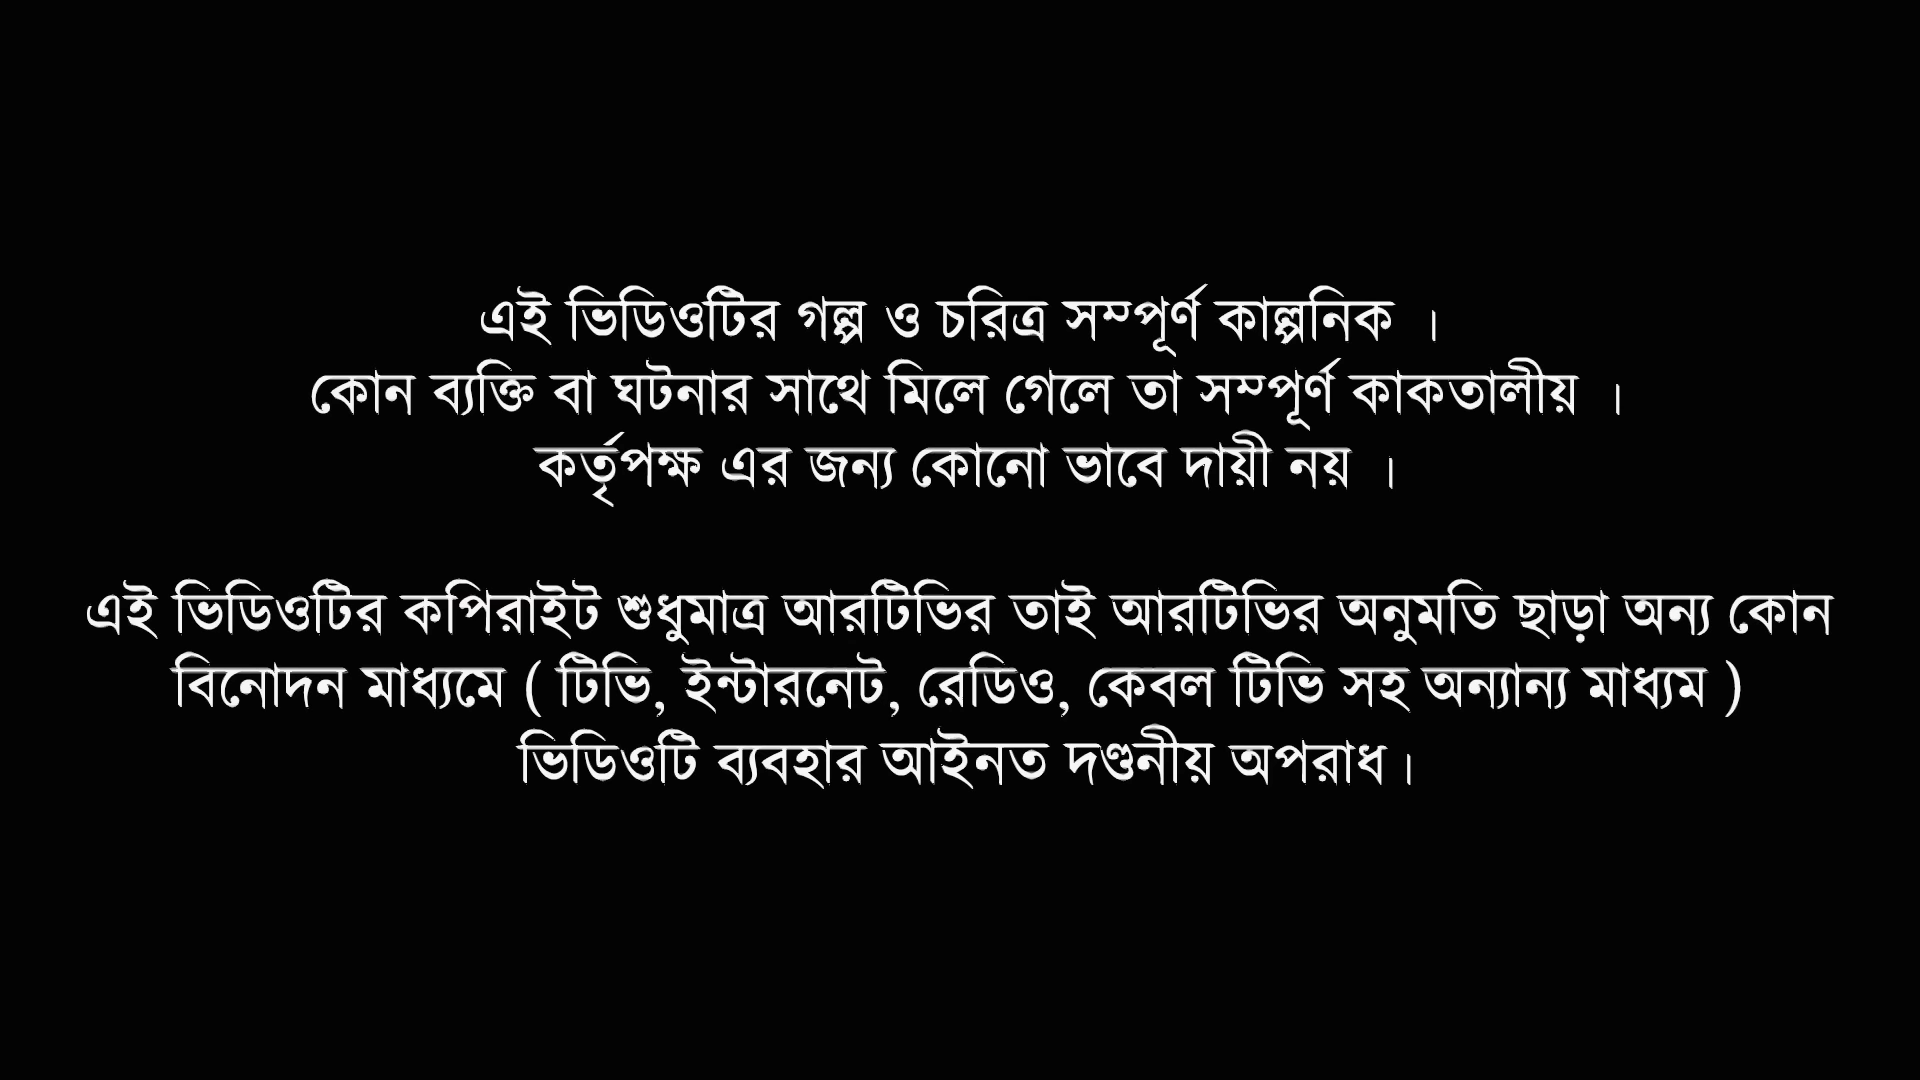 এই ভিডিওটির গল্প ও চরিত্র সম্পূর্ণ কাল্পনিক ।
কোন ব্যক্তি বা ঘটনার সাথে মিলে গেলে তা সম্পূর্ণ কাকতালীয় ।
কর্তৃপক্ষ এর জন্য কোনো ভাবে দায়ী নয় ।
এই ভিডিওটির কপিরাইট শুধুমাত্র আরটিভির তাই আরটিভির অনুমতি ছাড়া অন্য কোন
বিনোদন মাধ্যমে ( টিভি, ইন্টারনেট, রেডিও, কেবল টিভি সহ অন্যান্য মাধ্যম )
ভিডিওটি ব্যবহার আইনত দণ্ডনীয় অপরাধ।